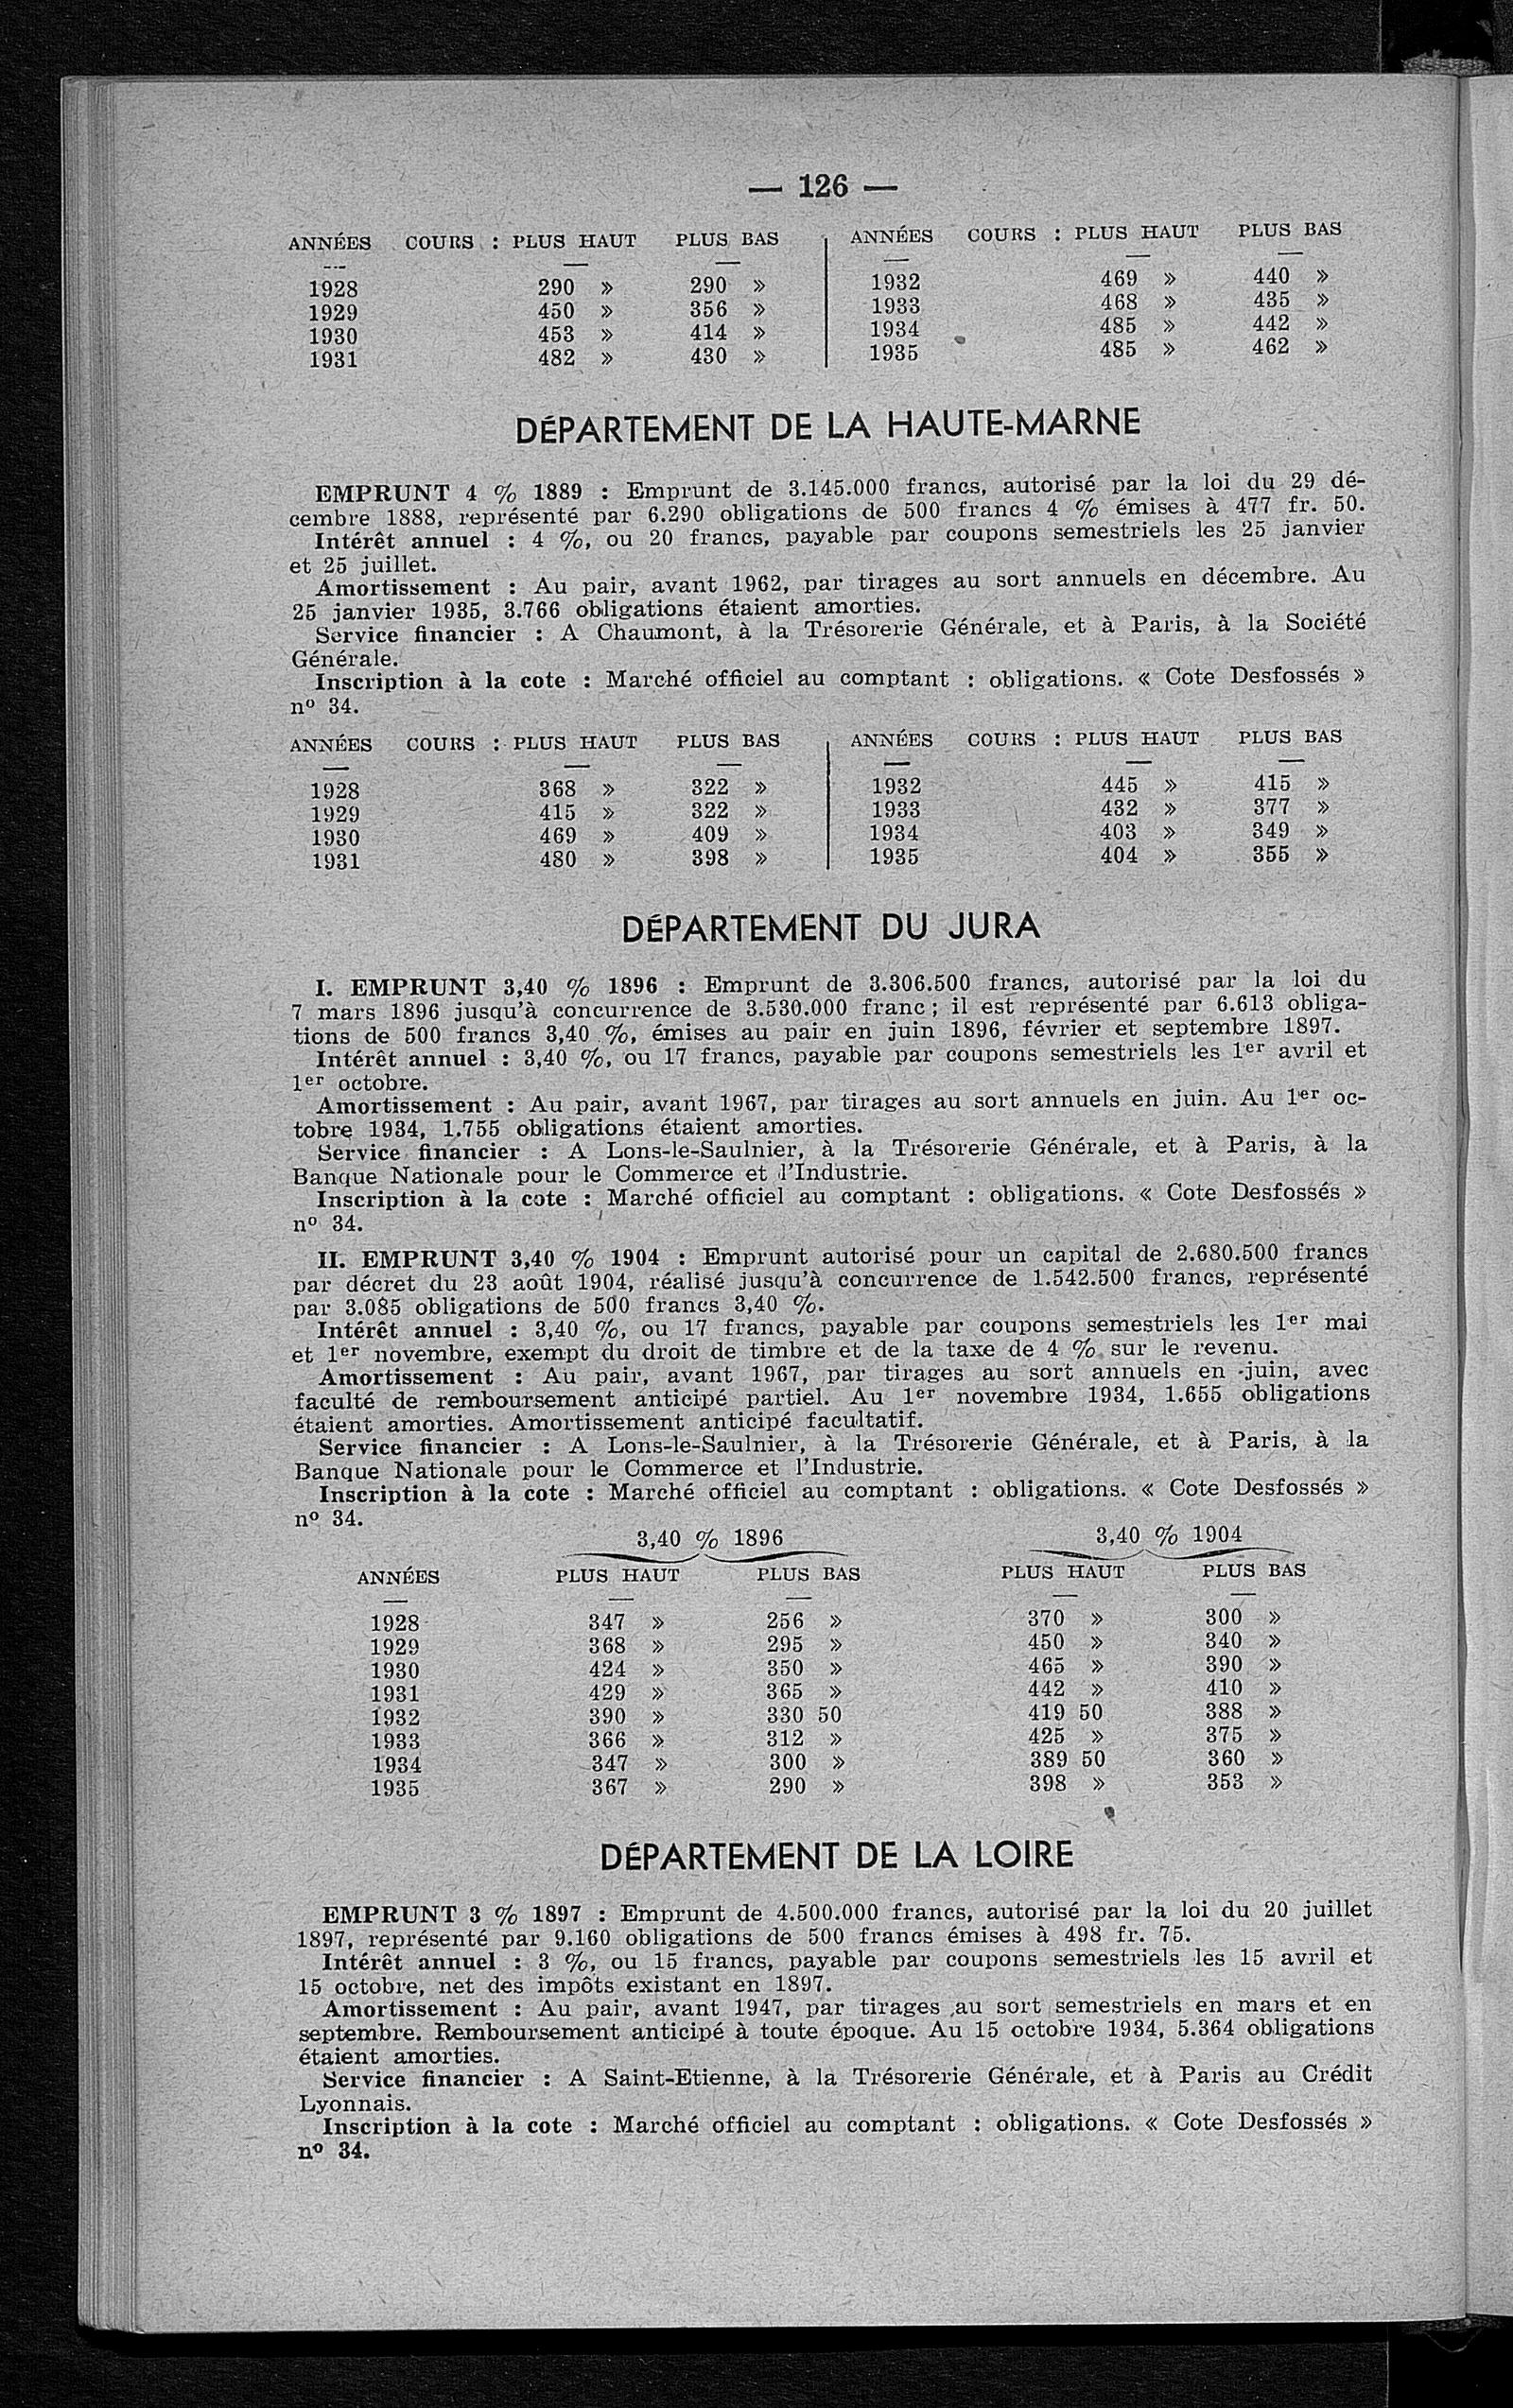 — 126 —
ANNÉES COURS : PLUS HAUT PLUS BAS ANNÉES COURS : PLUS HAUT PLUS BAS
1928 290 » 290 » 1932 469 » 440 »
1929 450 » 356 » 1933 468 » 435 »
1930 453 » 414 » 1934 485 » 442 »
1931 482 » 430 » 1935 485 » 462 »
DÉPARTEMENT DE LA HAUTE-MARNE
EMPRUNT 4 % 1889 : Emprunt de 3.145.000 francs, autorisé par la loi du 29 dé-
cembre 1888, représenté par 6.290 obligations de 500 francs 4 % émises à 477 fr. 50.
Intérêt annuel : 4 %, ou 20 francs, payable par coupons semestriels les 25 janvier
et 25 juillet.
Amortissement : Au pair, avant 1962, par tirages au sort annuels en décembre. Au
25 janvier 1935, 3.766 obligations étaient amorties.
Service financier : A Chaumont, à la Trésorerie Générale, et à Paris, à la Société
Générale.
Inscription à la cote : Marché officiel au comptant : obligations. « Cote Desfossés »
nº 34.
ANNÉES COURS : PLUS HAUT PLUS BAS ANNÉES COURS : PLUS HAUT PLUS BAS
1928 368 » 322 » 1932 445 » 415 »
1929 415 » 322 » 1933 432 » 377 »
1930 469 » 409 » 1934 403 » 349 »
1931 480 » 398 » 1935 404 » 355 »
DÉPARTEMENT DU JURA
I. EMPRUNT 3,40 % 1896 : Emprunt de 3.306.500 francs, autorisé par la loi du
7 mars 1896 jusqu'à concurrence de 3.530.000 franc ; il est représenté par 6.613 obliga-
tions de 500 francs 3,40 %, émises au pair en juin 1896, février et septembre 1897.
Intérêt annuel : 3,40 %, ou 17 francs, payable par coupons semestriels les 1er avril et
1er octobre.
Amortissement : Au pair, avant 1967, par tirages au sort annuels en juin. Au 1er oc-
tobre 1934, 1.755 obligations étaient amorties.
Service financier : A Lons-le-Saulnier, à la Trésorerie Générale, et à Paris, à la
Banque Nationale pour le Commerce et l'Industrie.
Inscription à la cote : Marché officiel au comptant : obligations. « Cote Desfossés »
nº 34.
II. EMPRUNT 3,40 % 1904 : Emprunt autorisé pour un capital de 2.680.500 francs
par décret du 23 août 1904, réalisé jusqu'à concurrence de 1.542.500 francs, représenté
par 3.085 obligations de 500 francs 3,40 %.
Intérêt annuel : 3,40 %, ou 17 francs, payable par coupons semestriels les 1er mai
et 1er novembre, exempt du droit de timbre et de la taxe de 4 % sur le revenu.
Amortissement : Au pair, avant 1967, par tirages au sort annuels en juin, avec
faculté de remboursement anticipé partiel. Au 1er novembre 1934, 1.655 obligations
étaient amorties. Amortissement anticipé facultatif.
Service financier : A Lons-le-Saulnier, à la Trésorerie Générale, et à Paris, à la
Banque Nationale pour le Commerce et l'Industrie.
Inscription à la cote : Marché officiel au comptant : obligations. « Cote Desfossés »
nº 34.
3,40 % 1896 3,40 % 1904
ANNÉES PLUS HAUT PLUS BAS PLUS HAUT PLUS BAS
1928 347 » 256 » 370 » 300 »
1929 368 » 295 » 450 » 340 »
1930 424 » 350 » 465 » 390 »
1931 429 » 365 » 442 » 410 »
1932 390 » 330 50 419 50 388 »
1933 366 » 312 » 425 » 375 »
1934 347 » 300 » 389 50 360 »
1935 367 » 290 » 398 » 353 »
DÉPARTEMENT DE LA LOIRE
EMPRUNT 3 % 1897 : Emprunt de 4.500.000 francs, autorisé par la loi du 20 juillet
1897, représenté par 9.160 obligations de 500 francs émises à 498 fr. 75.
Intérêt annuel : 3 %, ou 15 francs, payable par coupons semestriels les 15 avril et
15 octobre, net des impôts existant en 1897.
Amortissement : Au pair, avant 1947, par tirages au sort semestriels en mars et en
septembre. Remboursement anticipé à toute époque. Au 15 octobre 1934, 5.364 obligations
étaient amorties.
Service financier : A Saint-Etienne, à la Trésorerie Générale, et à Paris au Crédit
Lyonnais.
Inscription à la cote : Marché officiel au comptant : obligations. « Cote Desfossés »
nº 34.